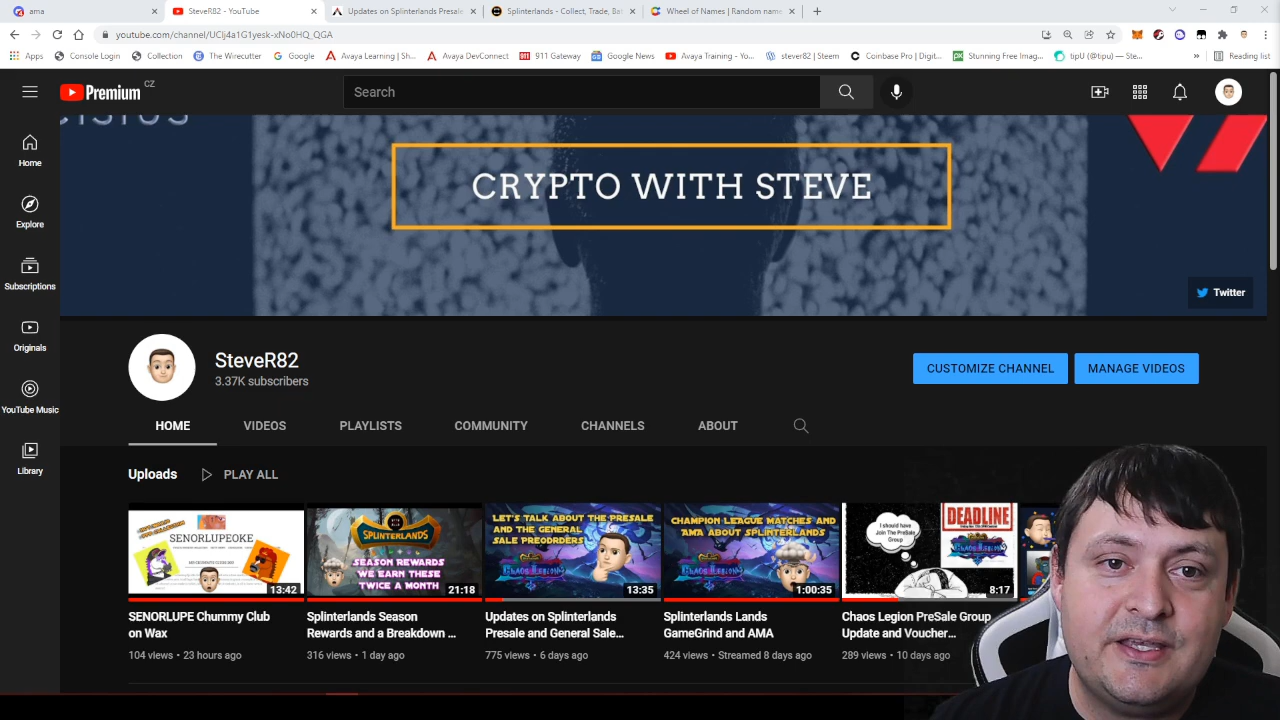 ama
SteveR82 - YouTube
Updates on Splinterlands Presale
Splinterlands - Collect, Trade, Bat
Wheel of Names | Random name
youtube.com/channel/UClj4a1G1yesk-xNo0HQ_QGA
Apps
Console Login
Collection
The Wirecutter
Google
Avaya Learning | Sh...
Avaya DevConnect
911 Gateway
Google News
Avaya Training - You...
stever82 | Steem
Coinbase Pro | Digit...
Stunning Free Imag...
tipU (@tipu) — Ste...
»
Reading list
Premium CZ
Search
Home
Explore
Subscriptions
Originals
YouTube Music
Library
CRYPTO WITH STEVE
Twitter
SteveR82
3.37K subscribers
CUSTOMIZE CHANNEL
MANAGE VIDEOS
HOME
VIDEOS
PLAYLISTS
COMMUNITY
CHANNELS
ABOUT
Uploads
PLAY ALL
SENORLUPEOKE
13:42
SPLINTERLANDS
SEASON REWARDS
WE EARN THESE
TWICE A MONTH
21:18
LET'S TALK ABOUT THE PRESALE
AND THE GENERAL
SALE PREORDERS
13:35
CHAMPION LEAGUE MATCHES AND
AMA ABOUT SPLINTERLANDS
1:00:35
I should have
Join The PreSale
Group
DEADLINE
CHAOS LEGION
8:17
SENORLUPE Chummy Club
on Wax
104 views • 23 hours ago
Splinterlands Season
Rewards and a Breakdown ...
316 views • 1 day ago
Updates on Splinterlands
Presale and General Sale...
775 views • 6 days ago
Splinterlands Lands
GameGrind and AMA
424 views • Streamed 8 days ago
Chaos Legion PreSale Group
Update and Voucher...
289 views • 10 days ago